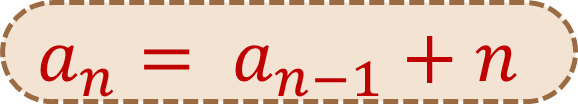 aₙ = aₙ₋₁ + n